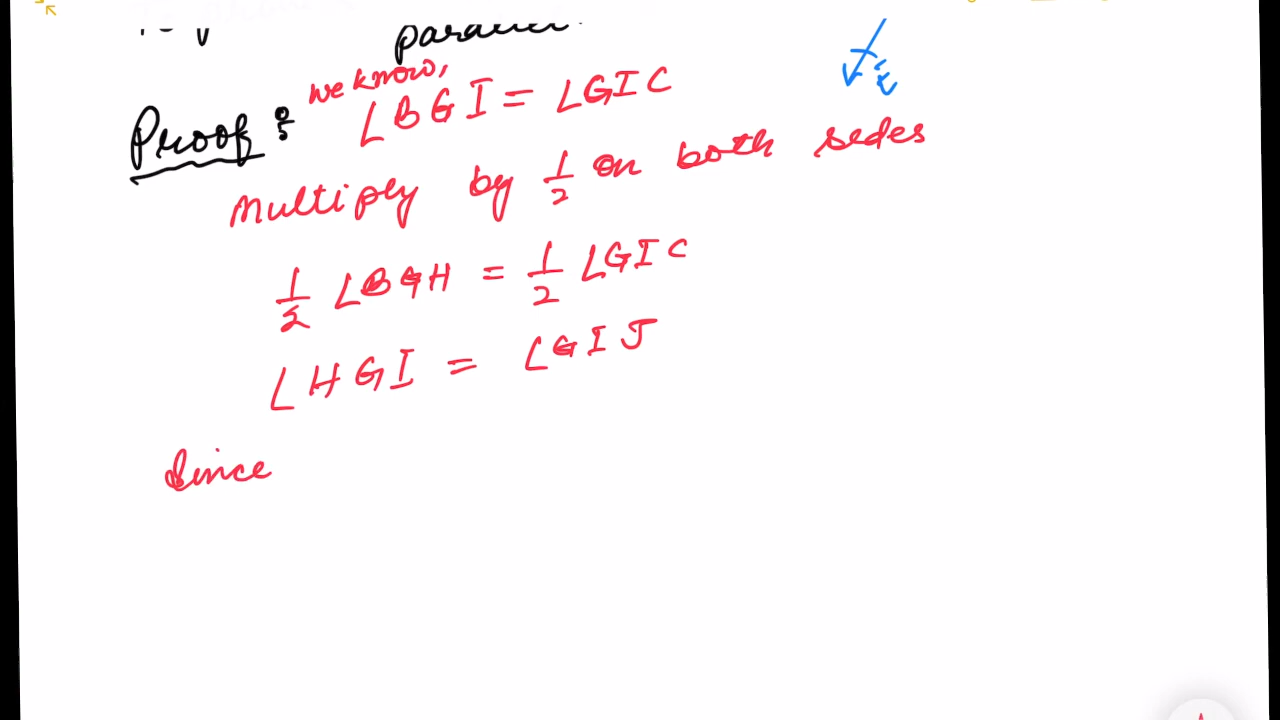 parallel.
we know,
Proof : ∠BGI = ∠GIC
Multiply by 1/2 on both sides
1/2 ∠BGH = 1/2 ∠GIC
∠HGI = ∠GIJ
Since